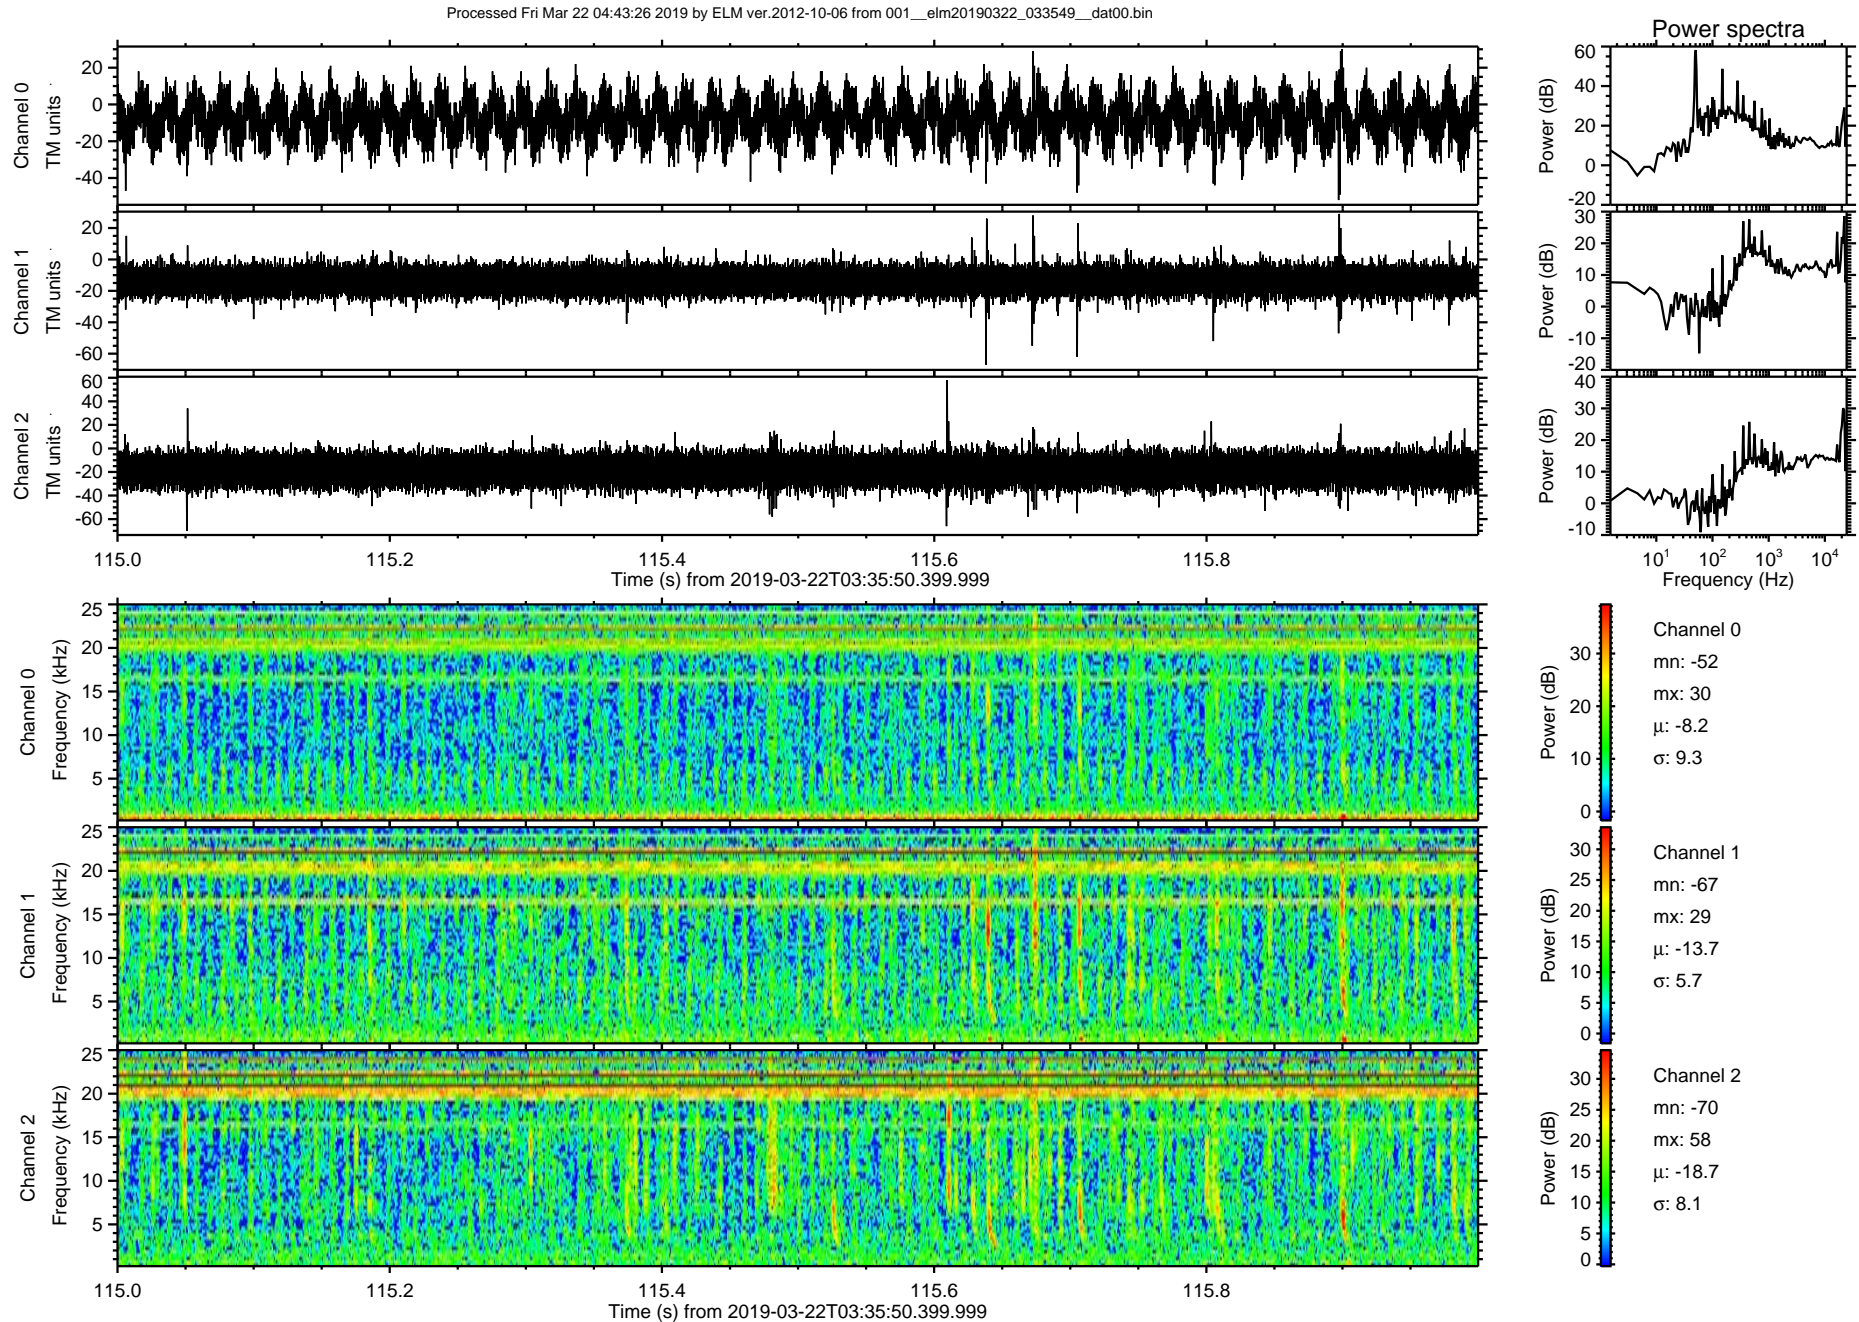 Processed Fri Mar 22 04:43:26 2019 by ELM ver.2012-10-06 from 001__elm20190322_033549__dat00.bin
Power spectra
Channel 0
TM units
20
0
-20
-40
Power (dB)
60
40
20
0
-20
Channel 1
TM units
20
0
-20
-40
-60
Power (dB)
30
20
10
0
-10
-20
Channel 2
TM units
60
40
20
0
-20
-40
-60
Power (dB)
40
30
20
10
0
-10
115.0 115.2 115.4 115.6 115.8
Time (s) from 2019-03-22T03:35:50.399.999
10¹ 10² 10³ 10⁴
Frequency (Hz)
Channel 0
Frequency (kHz)
25
20
15
10
5
Power (dB)
30
20
10
0
Channel 0
mn: -52
mx: 30
μ: -8.2
σ: 9.3
Channel 1
Frequency (kHz)
25
20
15
10
5
Power (dB)
30
25
20
15
10
5
0
Channel 1
mn: -67
mx: 29
μ: -13.7
σ: 5.7
Channel 2
Frequency (kHz)
25
20
15
10
5
Power (dB)
30
25
20
15
10
5
0
Channel 2
mn: -70
mx: 58
μ: -18.7
σ: 8.1
115.0 115.2 115.4 115.6 115.8
Time (s) from 2019-03-22T03:35:50.399.999